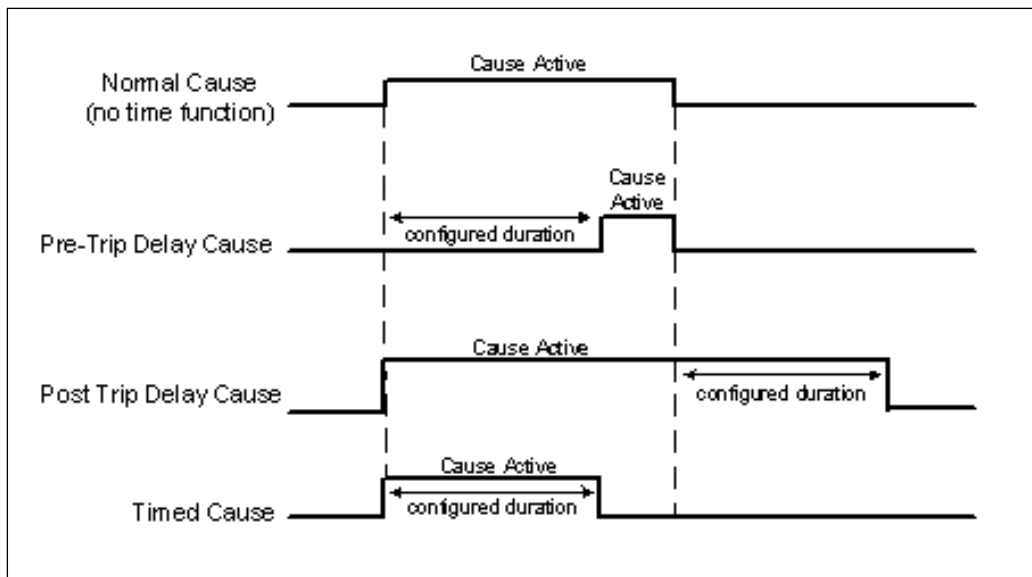 Cause Active
Normal Cause
(no time function)
Cause
Active
configured duration
Pre-Trip Delay Cause
Cause Active
Post Trip Delay Cause
configured duration
Cause Active
configured duration
Timed Cause